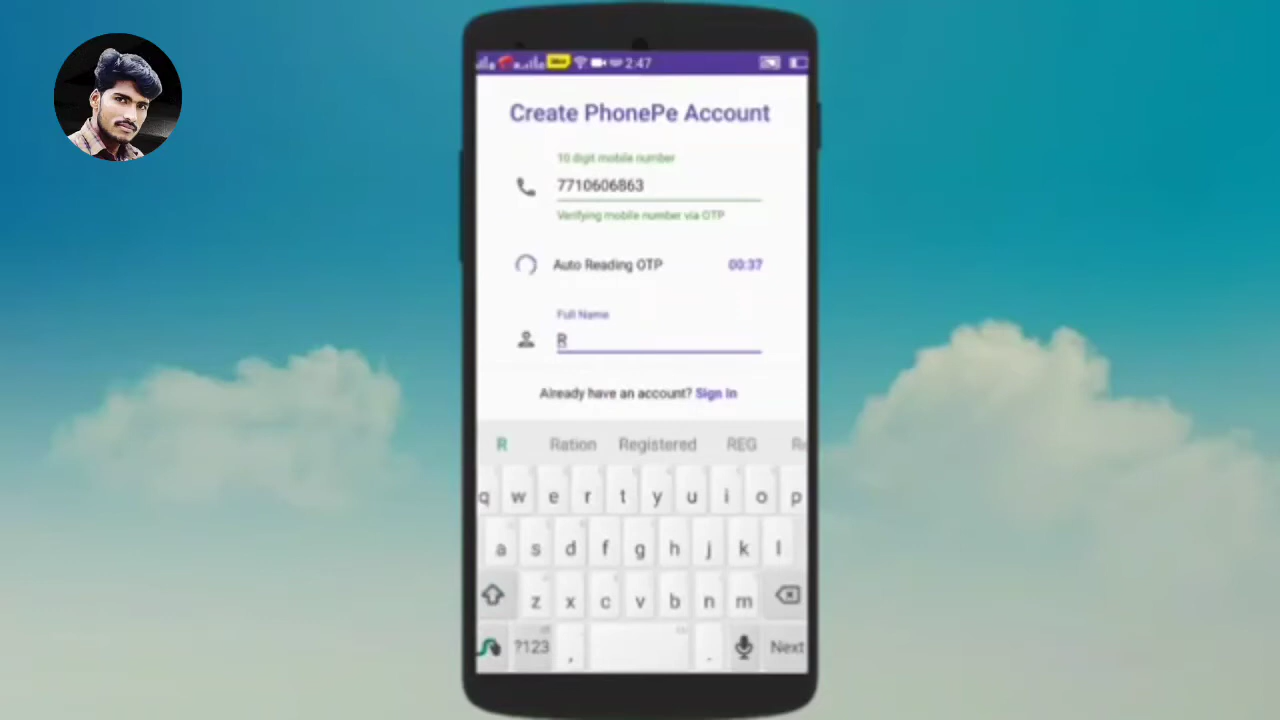 2:47
Create PhonePe Account
10 digit mobile number
7710606863
Verifying mobile number via OTP
Auto Reading OTP 00:37
Full Name
R
Already have an account? Sign In
R Ration Registered REG
q w e r t y u i o p
a s d f g h j k l
z x c v b n m
?123 , . Next